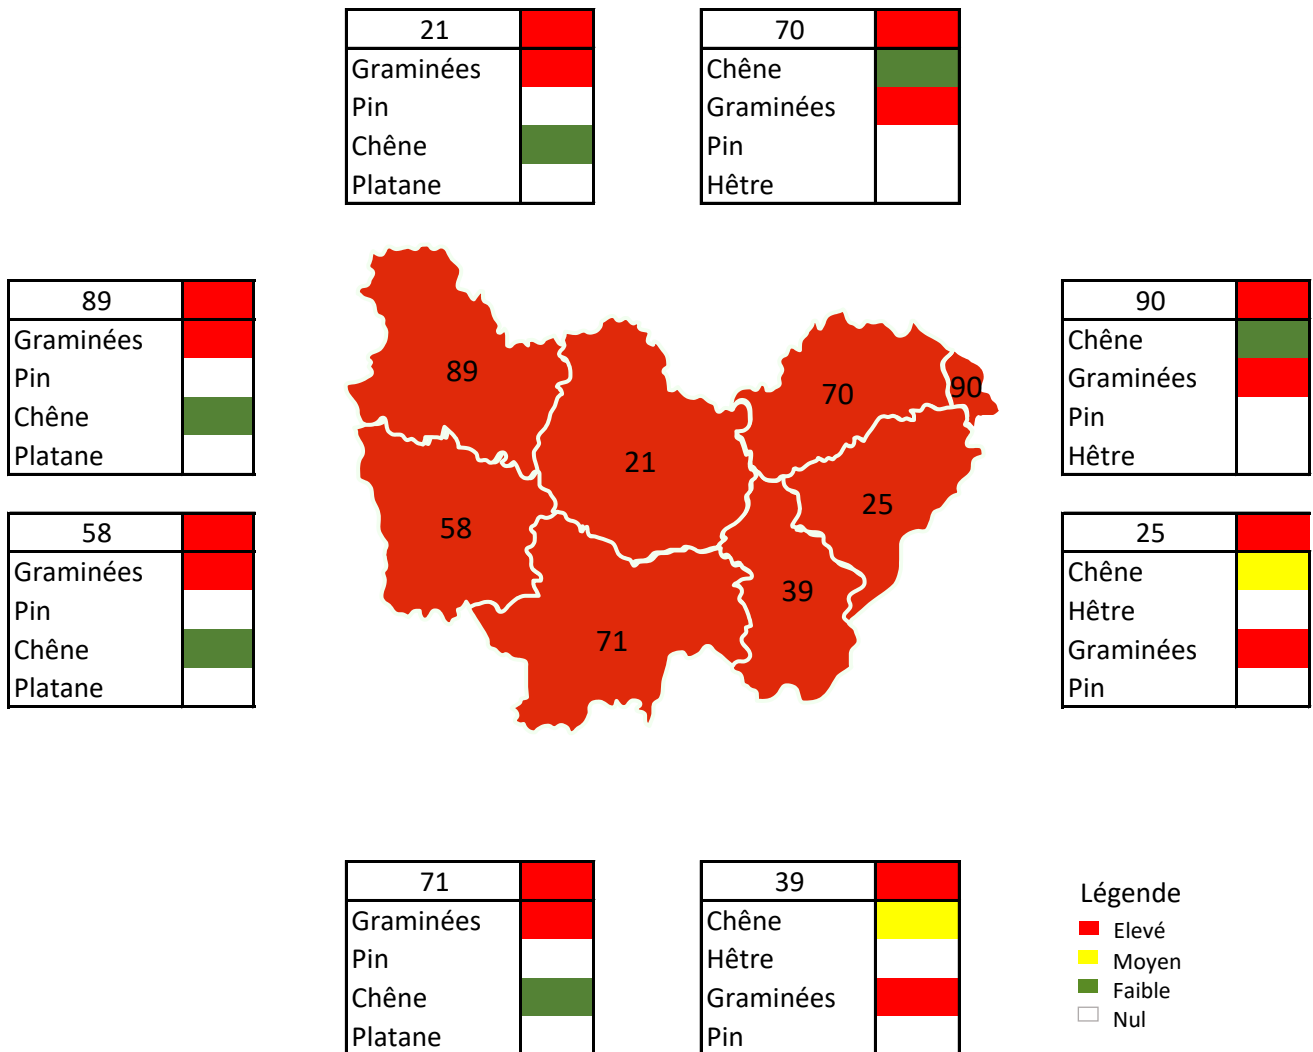 21
Graminées
Pin
Chêne
Platane
70
Chêne
Graminées
Pin
Hêtre
89
Graminées
Pin
Chêne
Platane
58
Graminées
Pin
Chêne
Platane
89
70
90
21
25
58
39
71
90
Chêne
Graminées
Pin
Hêtre
25
Chêne
Hêtre
Graminées
Pin
71
Graminées
Pin
Chêne
Platane
39
Chêne
Hêtre
Graminées
Pin
Légende
Elevé
Moyen
Faible
Nul